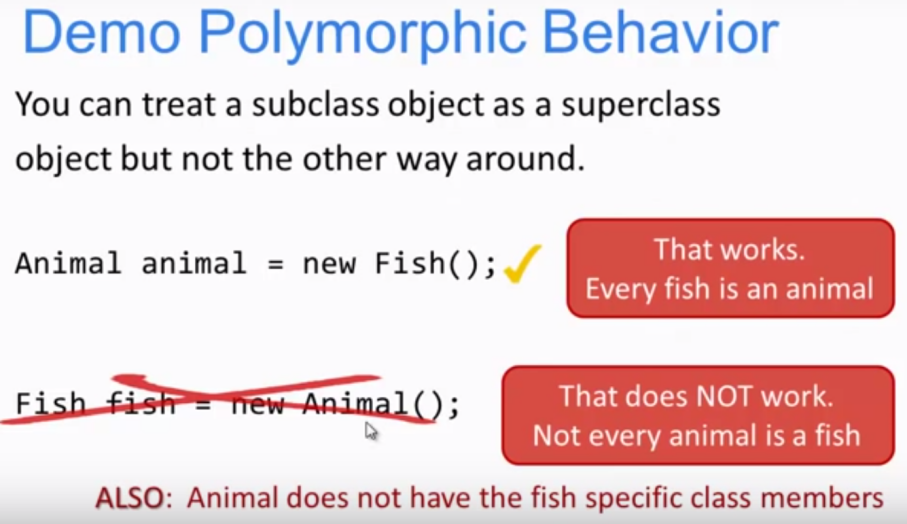 Demo Polymorphic Behavior
You can treat a subclass object as a superclass
object but not the other way around.
Animal animal = new Fish();
That works.
Every fish is an animal
Fish fish = new Animal();
That does NOT work.
Not every animal is a fish
ALSO: Animal does not have the fish specific class members